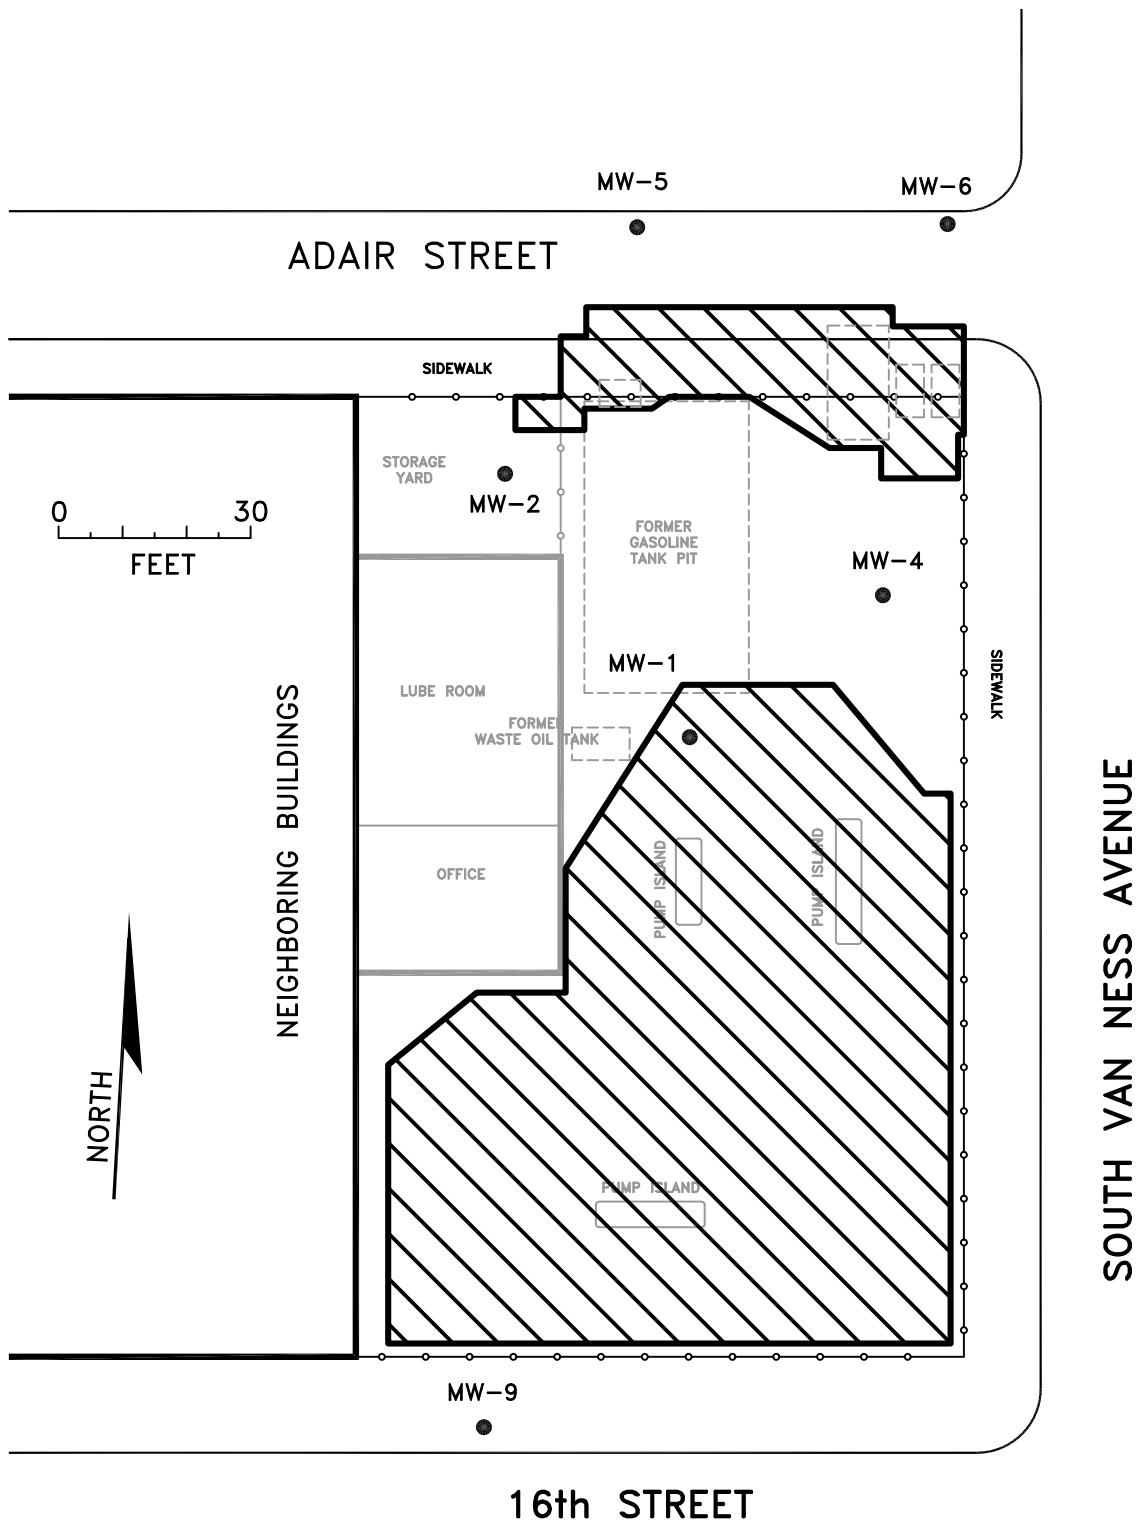 MW-5
MW-6
ADAIR STREET
SIDEWALK
STORAGE
YARD
MW-2
0 30
FEET
FORMER
GASOLINE
TANK PIT
MW-4
MW-1
SIDEWALK
LUBE ROOM
FORMER
WASTE OIL TANK
NEIGHBORING BUILDINGS
OFFICE
PUMP ISLAND
PUMP ISLAND
SOUTH VAN NESS AVENUE
NORTH
PUMP ISLAND
MW-9
16th STREET